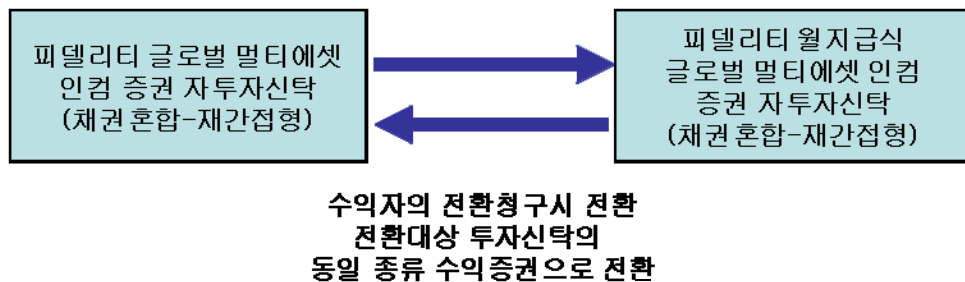 피델리티 글로벌 멀티에셋
인컴 증권 자투자신탁
(채권혼합-재간접형)
피델리티 월지급식
글로벌 멀티에셋 인컴
증권 자투자신탁
(채권혼합-재간접형)
수익자의 전환청구시 전환
전환대상 투자신탁의
동일 종류 수익증권으로 전환